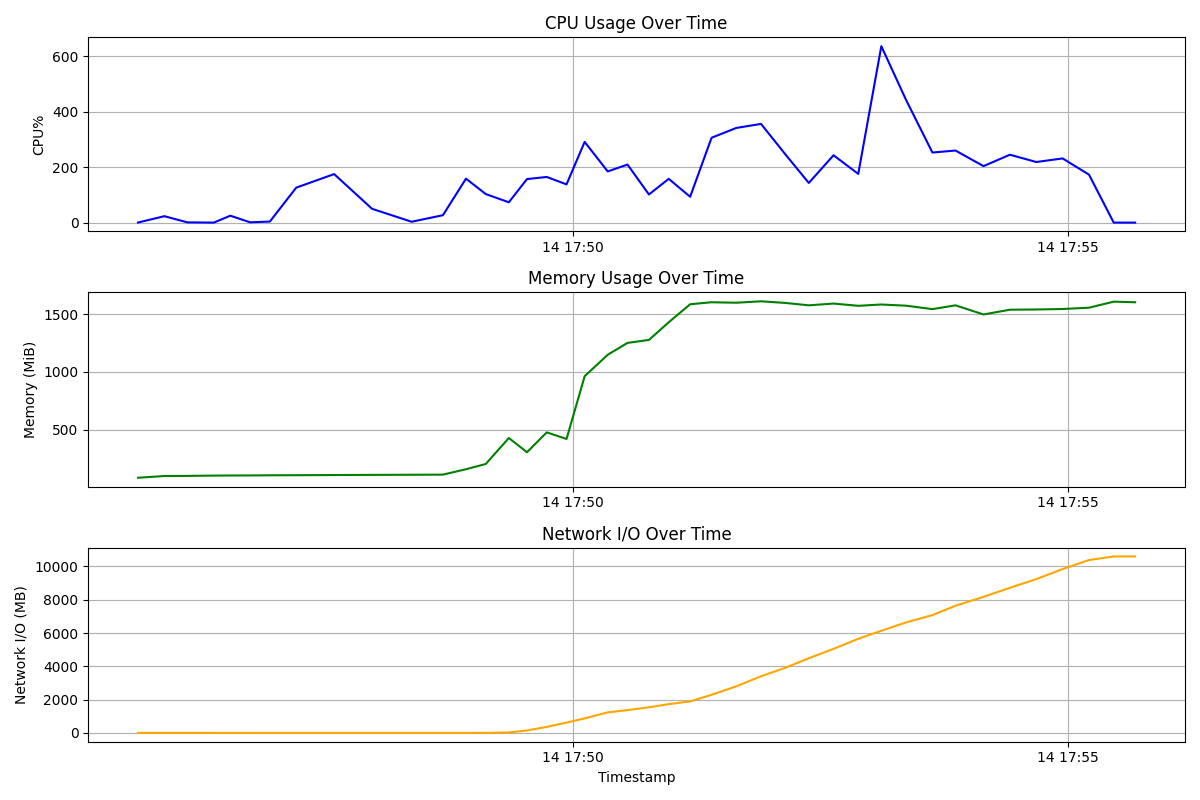 CPU Usage Over Time
600
400
200
0
CPU%
14 17:50
14 17:55
Memory Usage Over Time
1500
1000
500
Memory (MiB)
14 17:50
14 17:55
Network I/O Over Time
10000
8000
6000
4000
2000
0
Network I/O (MB)
14 17:50
14 17:55
Timestamp